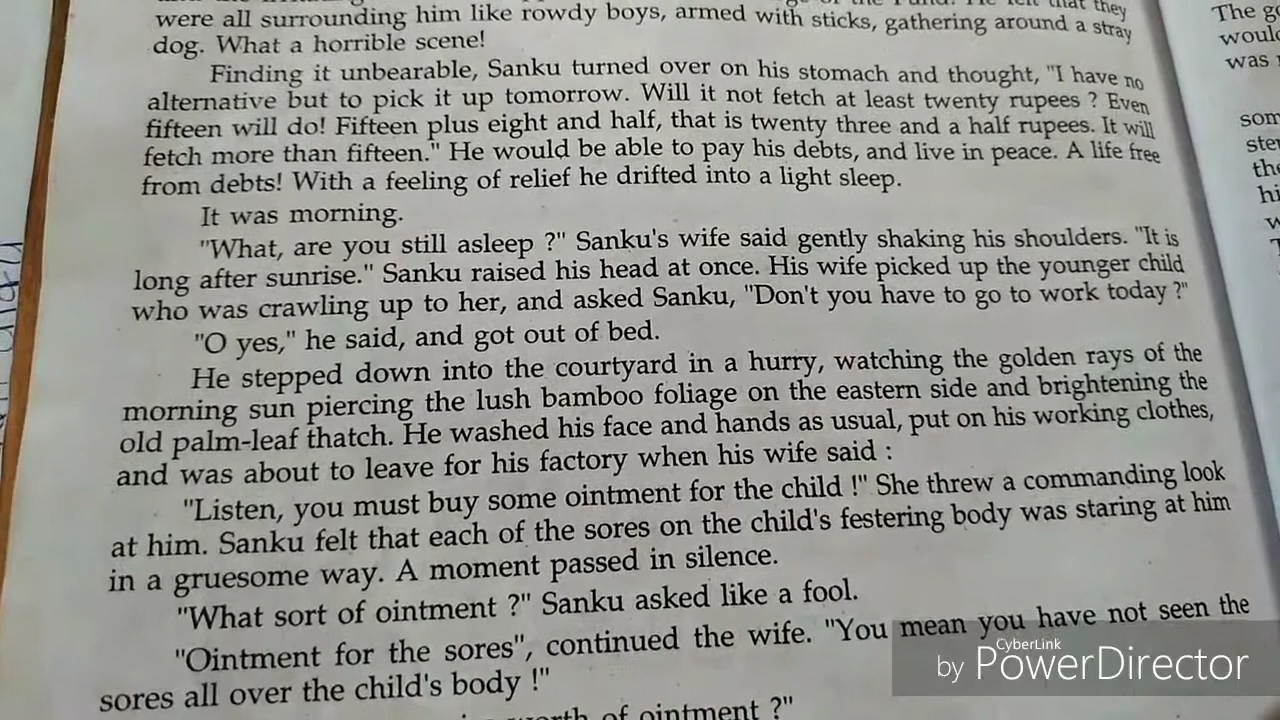 of the Fund. He felt that they
were all surrounding him like rowdy boys, armed with sticks, gathering around a stray
dog. What a horrible scene!
Finding it unbearable, Sanku turned over on his stomach and thought, "I have no
alternative but to pick it up tomorrow. Will it not fetch at least twenty rupees ? Even
fifteen will do! Fifteen plus eight and half, that is twenty three and a half rupees. It will
fetch more than fifteen." He would be able to pay his debts, and live in peace. A life free
from debts! With a feeling of relief he drifted into a light sleep.
It was morning.
"What, are you still asleep ?" Sanku's wife said gently shaking his shoulders. "It is
long after sunrise." Sanku raised his head at once. His wife picked up the younger child
who was crawling up to her, and asked Sanku, "Don't you have to go to work today ?"
"O yes," he said, and got out of bed.
He stepped down into the courtyard in a hurry, watching the golden rays of the
morning sun piercing the lush bamboo foliage on the eastern side and brightening the
old palm-leaf thatch. He washed his face and hands as usual, put on his working clothes,
and was about to leave for his factory when his wife said :
"Listen, you must buy some ointment for the child !" She threw a commanding look
at him. Sanku felt that each of the sores on the child's festering body was staring at him
in a gruesome way. A moment passed in silence.
"What sort of ointment ?" Sanku asked like a fool.
"Ointment for the sores", continued the wife. "You mean you have not seen the
sores all over the child's body !"
worth of ointment ?"
The
was
CyberLink
by PowerDirector